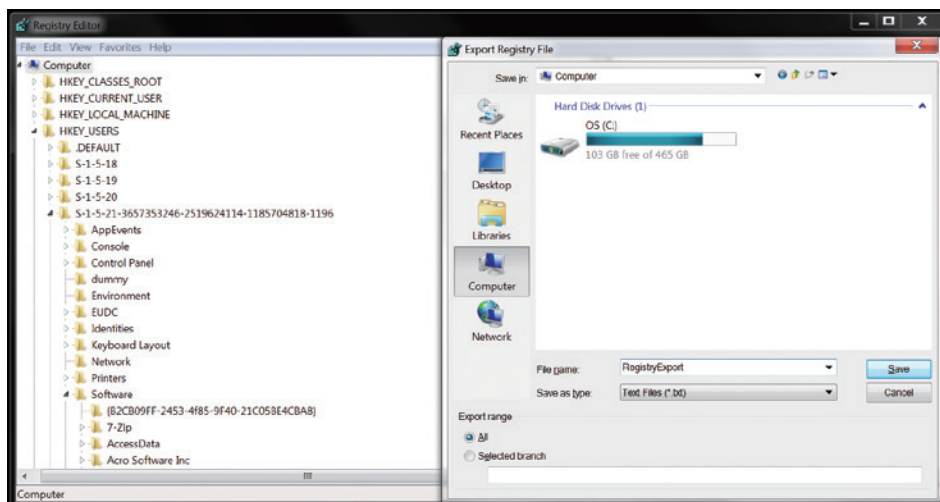 Registry Editor
File Edit View Favorites Help
Computer
HKEY_CLASSES_ROOT
HKEY_CURRENT_USER
HKEY_LOCAL_MACHINE
HKEY_USERS
.DEFAULT
S-1-5-18
S-1-5-19
S-1-5-20
S-1-5-21-3657353246-2519624114-1185704818-1196
AppEvents
Console
Control Panel
dummy
Environment
EUDC
Identities
Keyboard Layout
Network
Printers
Software
{B2CB09FF-2453-4f85-9F40-21C05BE4CBA8}
7-Zip
AccessData
Acro Software Inc
Computer
Export Registry File
Save in: Computer
Recent Places
Desktop
Libraries
Computer
Network
Hard Disk Drives (1)
OS (C:)
103 GB free of 465 GB
File name: RegistryExport Save
Save as type: Text Files (*.txt) Cancel
Export range
All
Selected branch